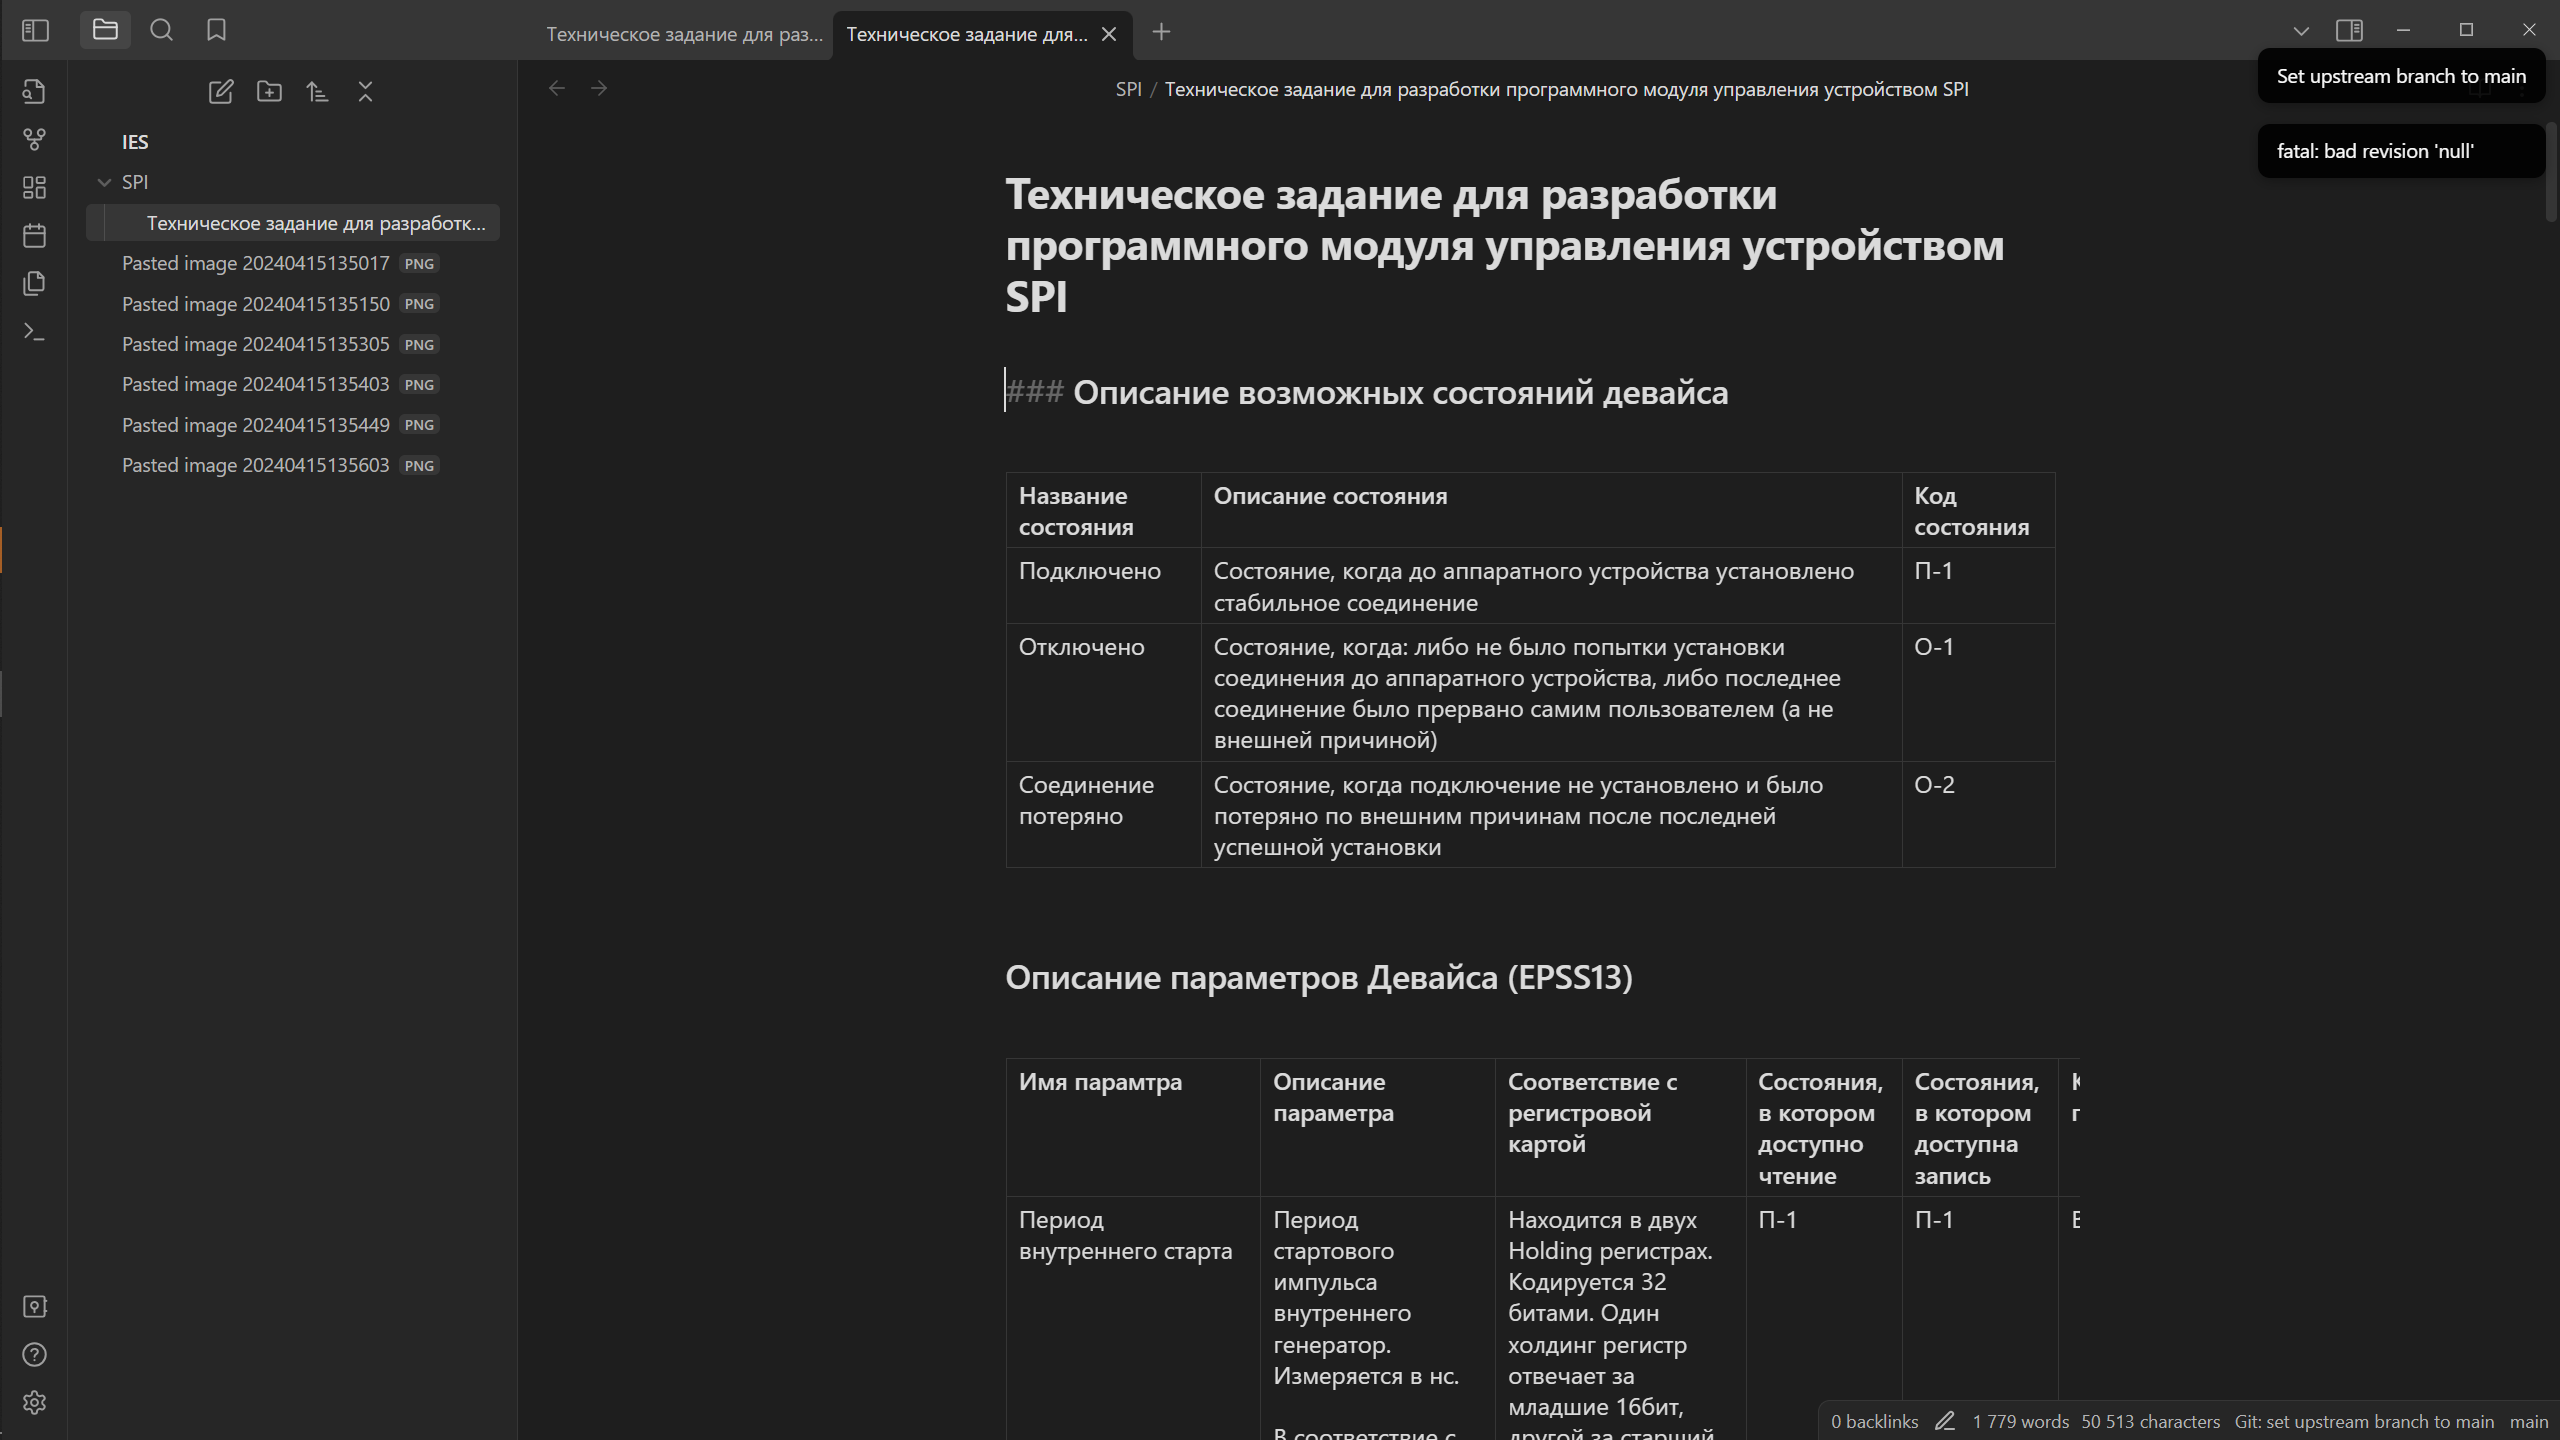 Техническое задание для раз...
Техническое задание для...
Set upstream branch to main
fatal: bad revision 'null'
SPI / Техническое задание для разработки программного модуля управления устройством SPI
IES
SPI
Техническое задание для разработк...
Pasted image 20240415135017 PNG
Pasted image 20240415135150 PNG
Pasted image 20240415135305 PNG
Pasted image 20240415135403 PNG
Pasted image 20240415135449 PNG
Pasted image 20240415135603 PNG
Техническое задание для разработки
программного модуля управления устройством
SPI
### Описание возможных состояний девайса
Название
состояния
Описание состояния
Код
состояния
Подключено
Состояние, когда до аппаратного устройства установлено
стабильное соединение
П-1
Отключено
Состояние, когда: либо не было попытки установки
соединения до аппаратного устройства, либо последнее
соединение было прервано самим пользователем (а не
внешней причиной)
О-1
Соединение
потеряно
Состояние, когда подключение не установлено и было
потеряно по внешним причинам после последней
успешной установки
О-2
Описание параметров Девайса (EPSS13)
Имя парамтра
Описание
параметра
Соответствие с
регистровой
картой
Состояния,
в котором
доступно
чтение
Состояния,
в котором
доступна
запись
Период
внутреннего старта
Период
стартового
импульса
внутреннего
генератор.
Измеряется в нс.
В соответствие с
Находится в двух
Holding регистрах.
Кодируется 32
битами. Один
холдинг регистр
отвечает за
младшие 16бит,
другой за старший
П-1
П-1
0 backlinks 1 779 words 50 513 characters Git: set upstream branch to main main